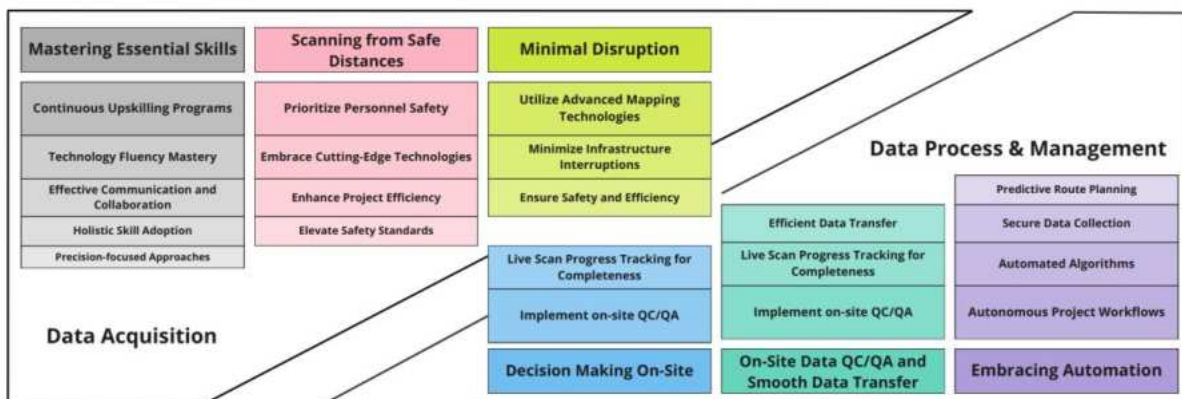 Mastering Essential Skills
Continuous Upskilling Programs
Technology Fluency Mastery
Effective Communication and
Collaboration
Holistic Skill Adoption
Precision-focused Approaches
Scanning from Safe
Distances
Prioritize Personnel Safety
Embrace Cutting-Edge Technologies
Enhance Project Efficiency
Elevate Safety Standards
Minimal Disruption
Utilize Advanced Mapping
Technologies
Minimize Infrastructure
Interruptions
Ensure Safety and Efficiency
Data Acquisition
Data Process & Management
Live Scan Progress Tracking for
Completeness
Implement on-site QC/QA
Decision Making On-Site
Efficient Data Transfer
Live Scan Progress Tracking for
Completeness
Implement on-site QC/QA
On-Site Data QC/QA and
Smooth Data Transfer
Predictive Route Planning
Secure Data Collection
Automated Algorithms
Autonomous Project Workflows
Embracing Automation